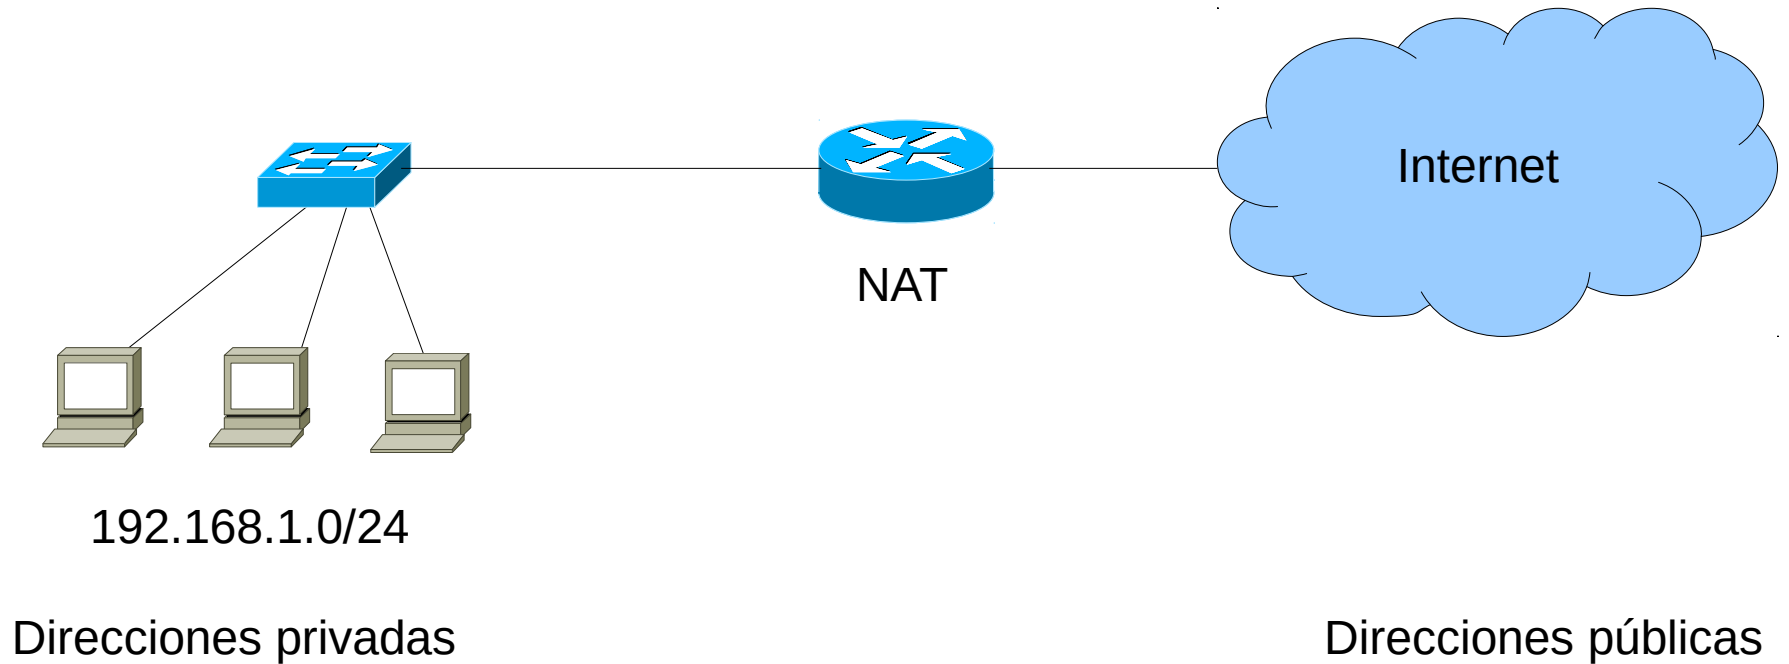 Internet
NAT
192.168.1.0/24
Direcciones privadas
Direcciones públicas